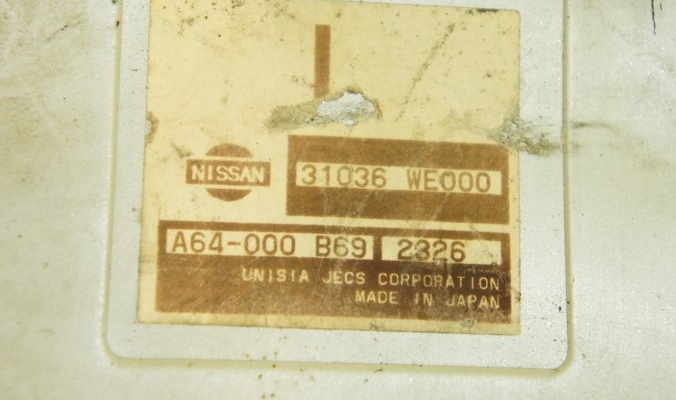 NISSAN
31036 WE000
A64-000 B69 2326
UNISIA JECS CORPORATION
MADE IN JAPAN